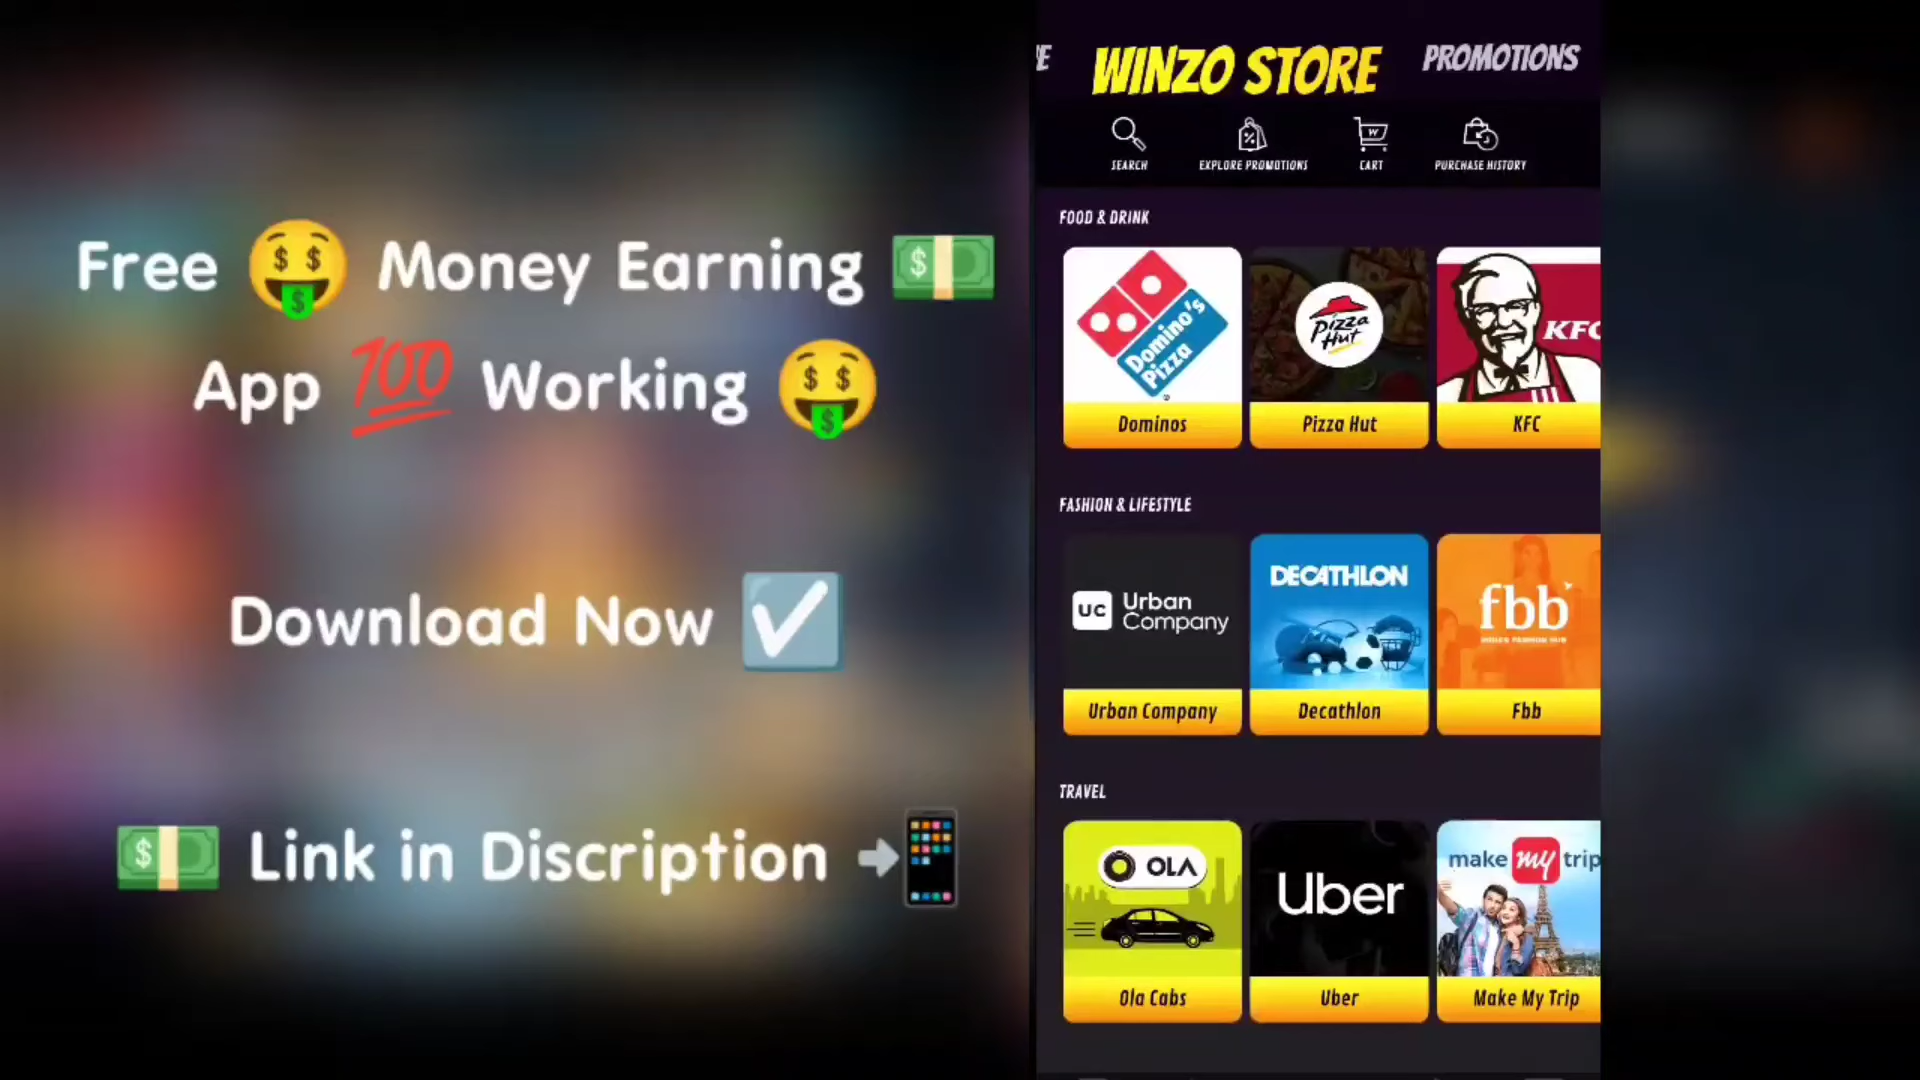 Free 🤑 Money Earning 💵
App 💯 Working 🤑
Download Now ☑️
💵 Link in Discription 📲
E
WINZO STORE
PROMOTIONS
SEARCH
EXPLORE PROMOTIONS
CART
PURCHASE HISTORY
FOOD & DRINK
Domino's
Pizza
Pizza
Hut
KFC
Dominos
Pizza Hut
KFC
FASHION & LIFESTYLE
UC Urban
Company
DECATHLON
fbb
Urban Company
Decathlon
Fbb
TRAVEL
OLA
Uber
make my trip
Ola Cabs
Uber
Make My Trip